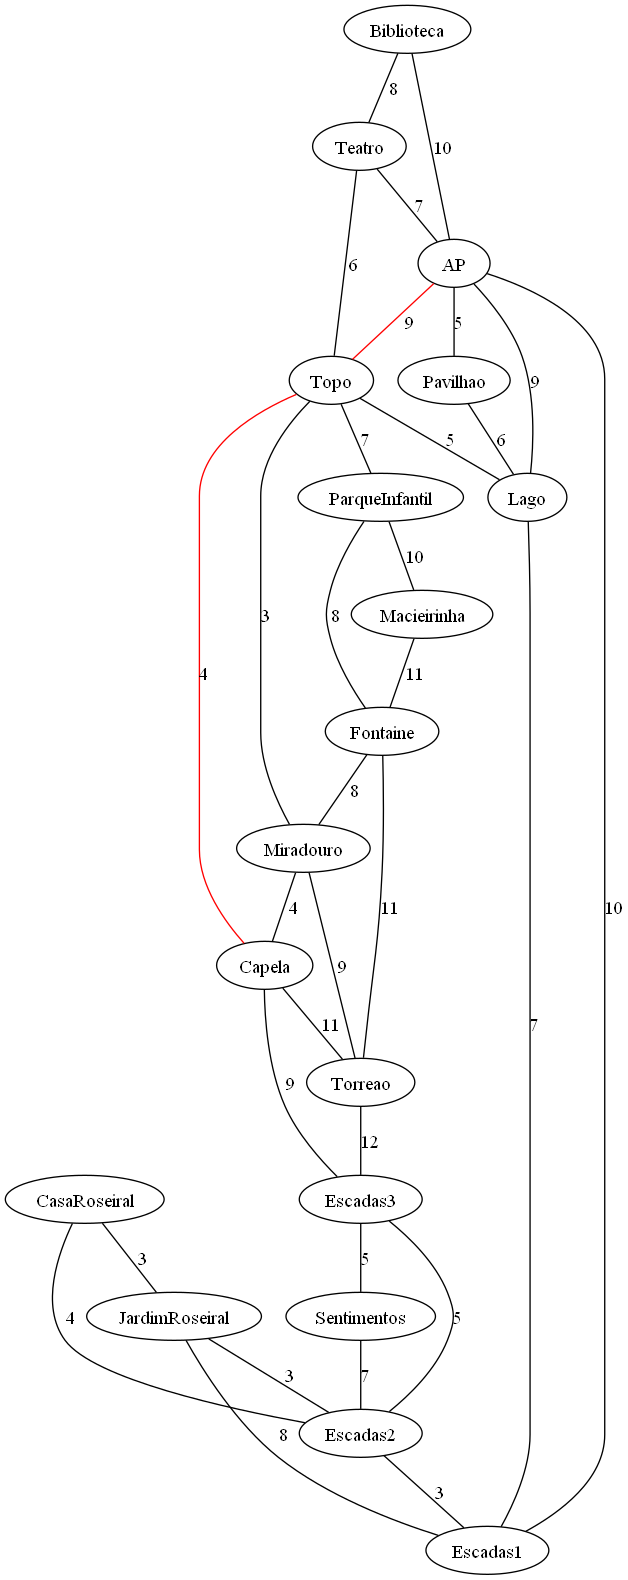 Biblioteca
8
Teatro
10
7
AP
6
9
5
Topo
Pavilhao
9
7
5
6
ParqueInfantil
Lago
10
3
8
Macieirinha
4
11
Fontaine
8
Miradouro
4
11
10
Capela
9
11
7
Torreao
9
12
CasaRoseiral
Escadas3
3
5
JardimRoseiral
Sentimentos
4
5
3
7
Escadas2
8
3
Escadas1